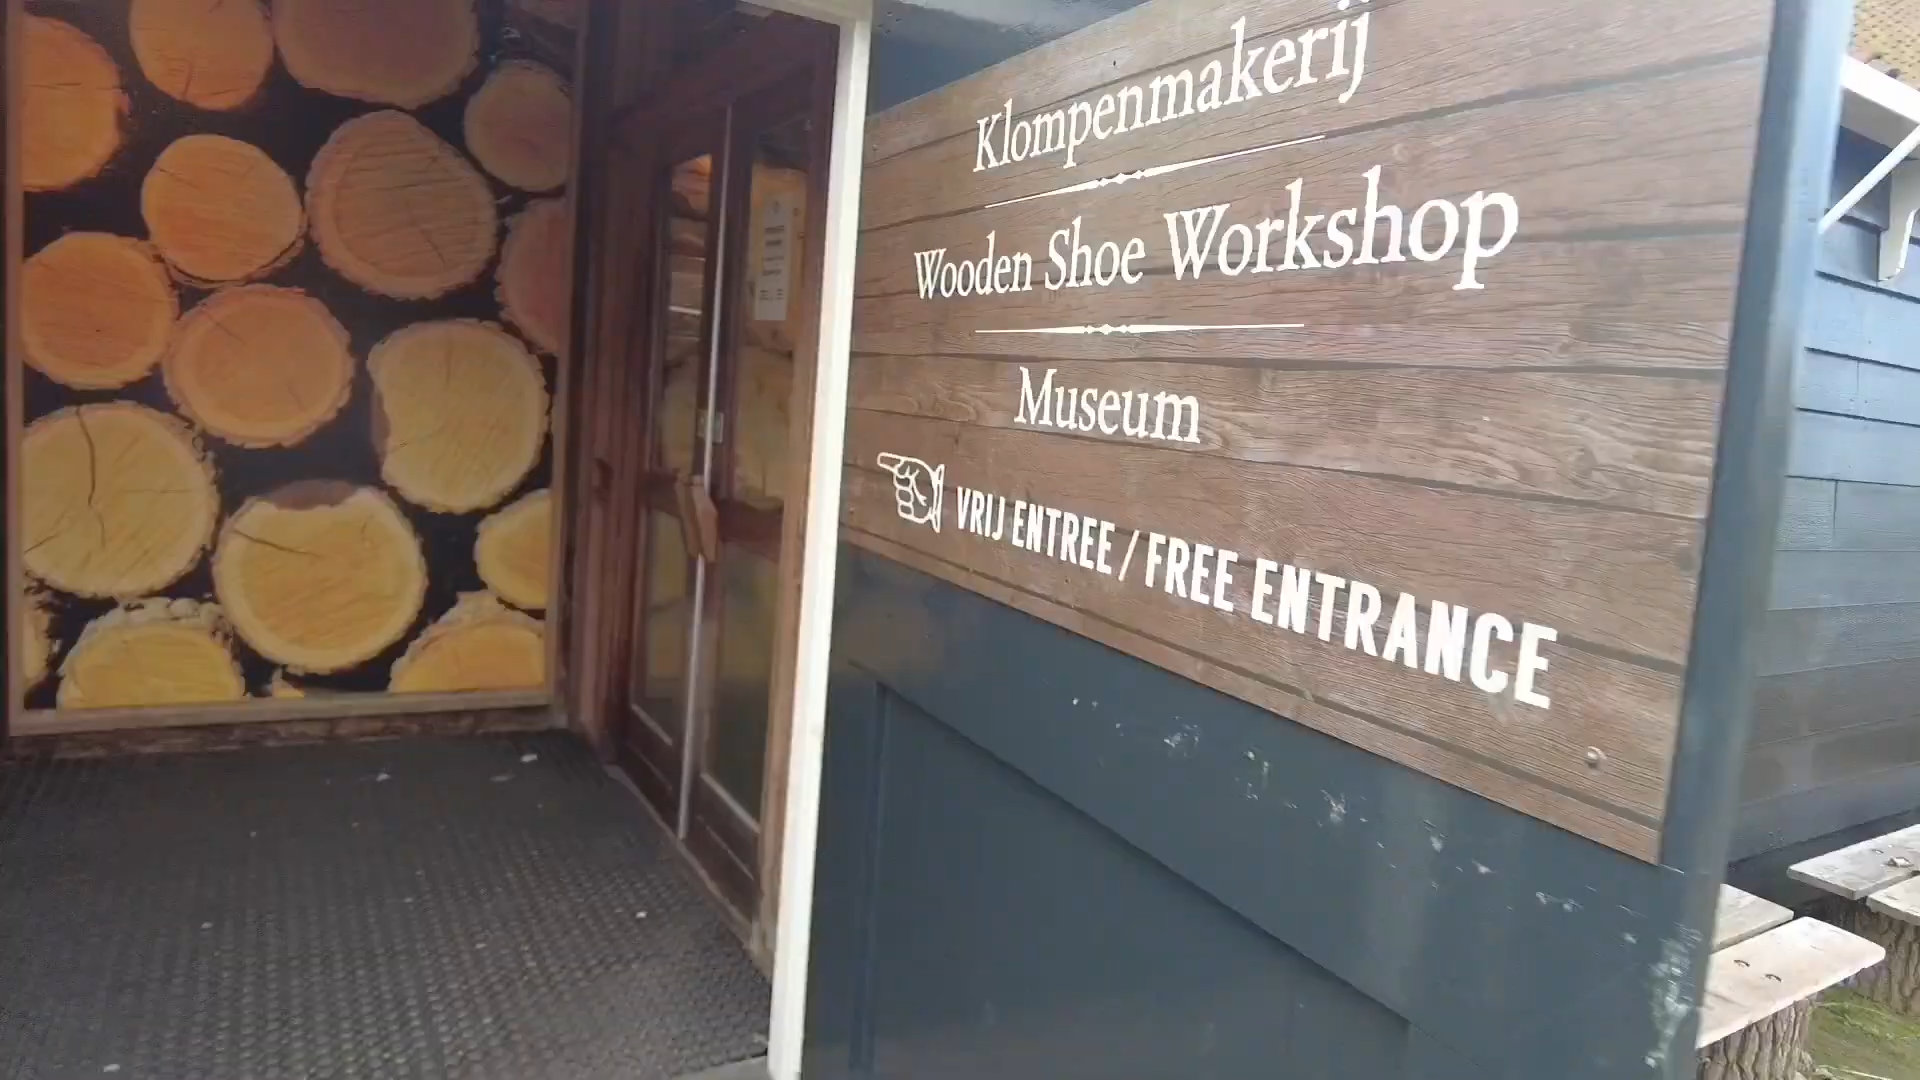 Klompenmakerij
Wooden Shoe Workshop
Museum
VRIJ ENTREE / FREE ENTRANCE